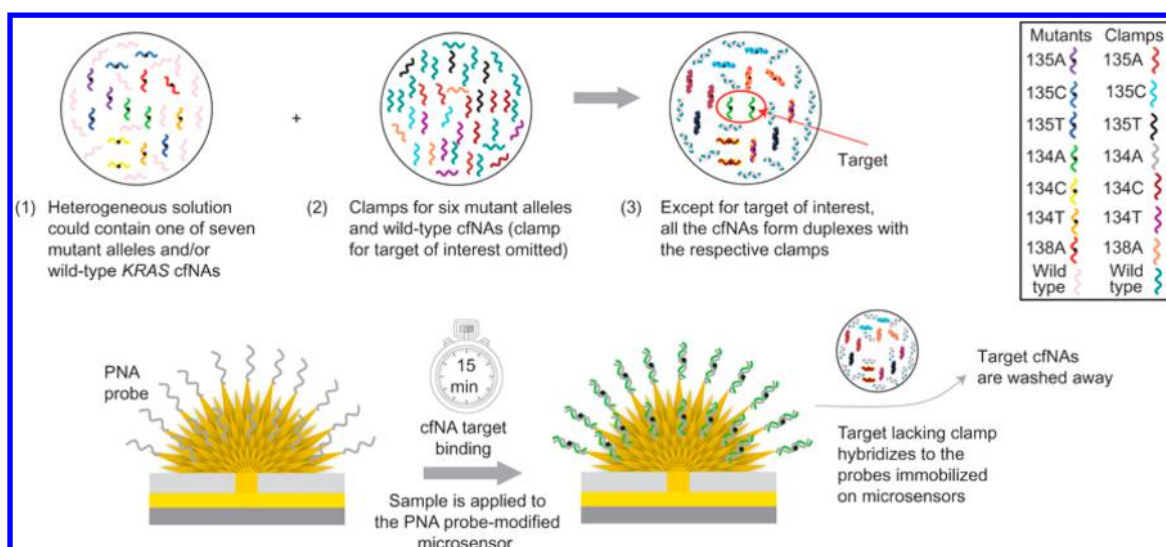 Mutants Clamps
135A 135A
135C 135C
135T 135T
134A 134A
134C 134C
134T 134T
138A 138A
Wild Wild
type type
+
Target
(1) Heterogeneous solution
could contain one of seven
mutant alleles and/or
wild-type KRAS cfNAs
(2) Clamps for six mutant alleles
and wild-type cfNAs (clamp
for target of interest omitted)
(3) Except for target of interest,
all the cfNAs form duplexes with
the respective clamps
PNA
probe
15
min
cfNA target
binding
Sample is applied to
the PNA probe-modified
microsensor
Target cfNAs
are washed away
Target lacking clamp
hybridizes to the
probes immobilized
on microsensors